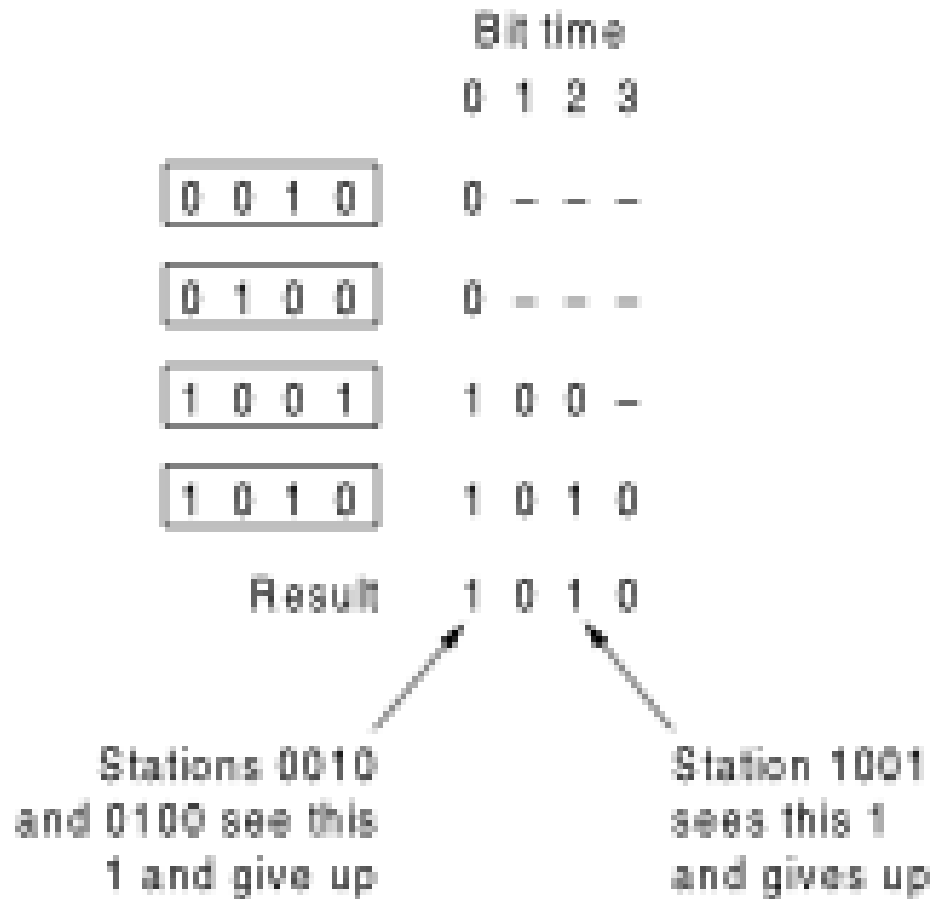 Bit time
0 1 2 3
0 0 1 0 0 – – –
0 1 0 0 0 – – –
1 0 0 1 1 0 0 –
1 0 1 0 1 0 1 0
Result 1 0 1 0
Stations 0010
and 0100 see this
1 and give up
Station 1001
sees this 1
and gives up